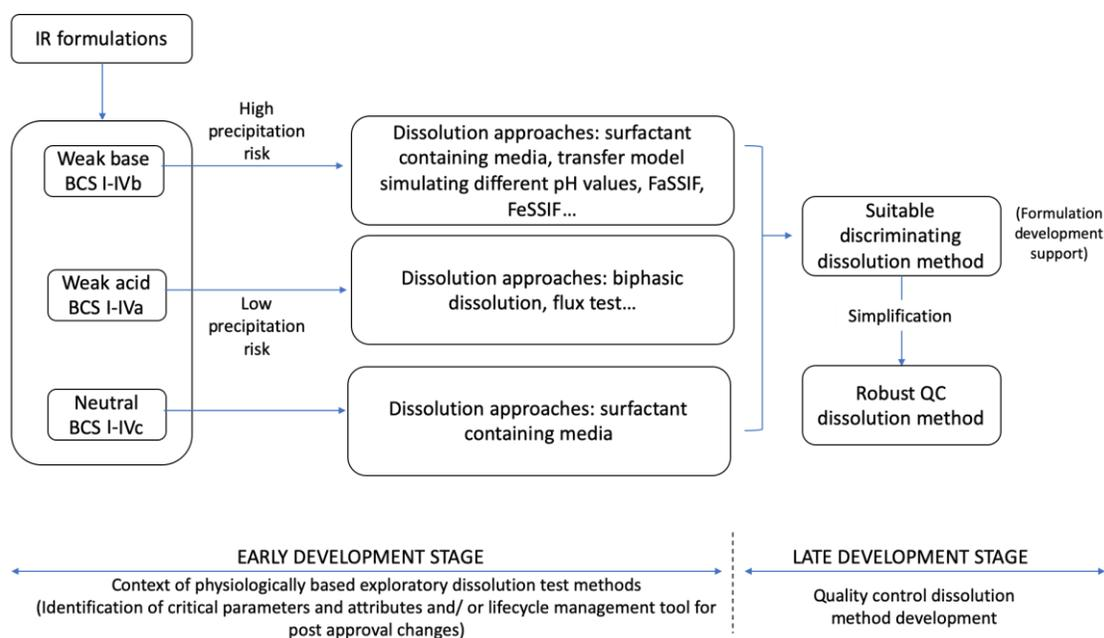 IR formulations
Weak base
BCS I-IVb
High
precipitation
risk
Dissolution approaches: surfactant
containing media, transfer model
simulating different pH values, FaSSIF,
FeSSIF...
Weak acid
BCS I-IVa
Low
precipitation
risk
Dissolution approaches: biphasic
dissolution, flux test...
Neutral
BCS I-IVc
Dissolution approaches: surfactant
containing media
Suitable
discriminating
dissolution method
(Formulation
development
support)
Simplification
Robust QC
dissolution method
EARLY DEVELOPMENT STAGE
Context of physiologically based exploratory dissolution test methods
(Identification of critical parameters and attributes and/ or lifecycle management tool for
post approval changes)
LATE DEVELOPMENT STAGE
Quality control dissolution
method development